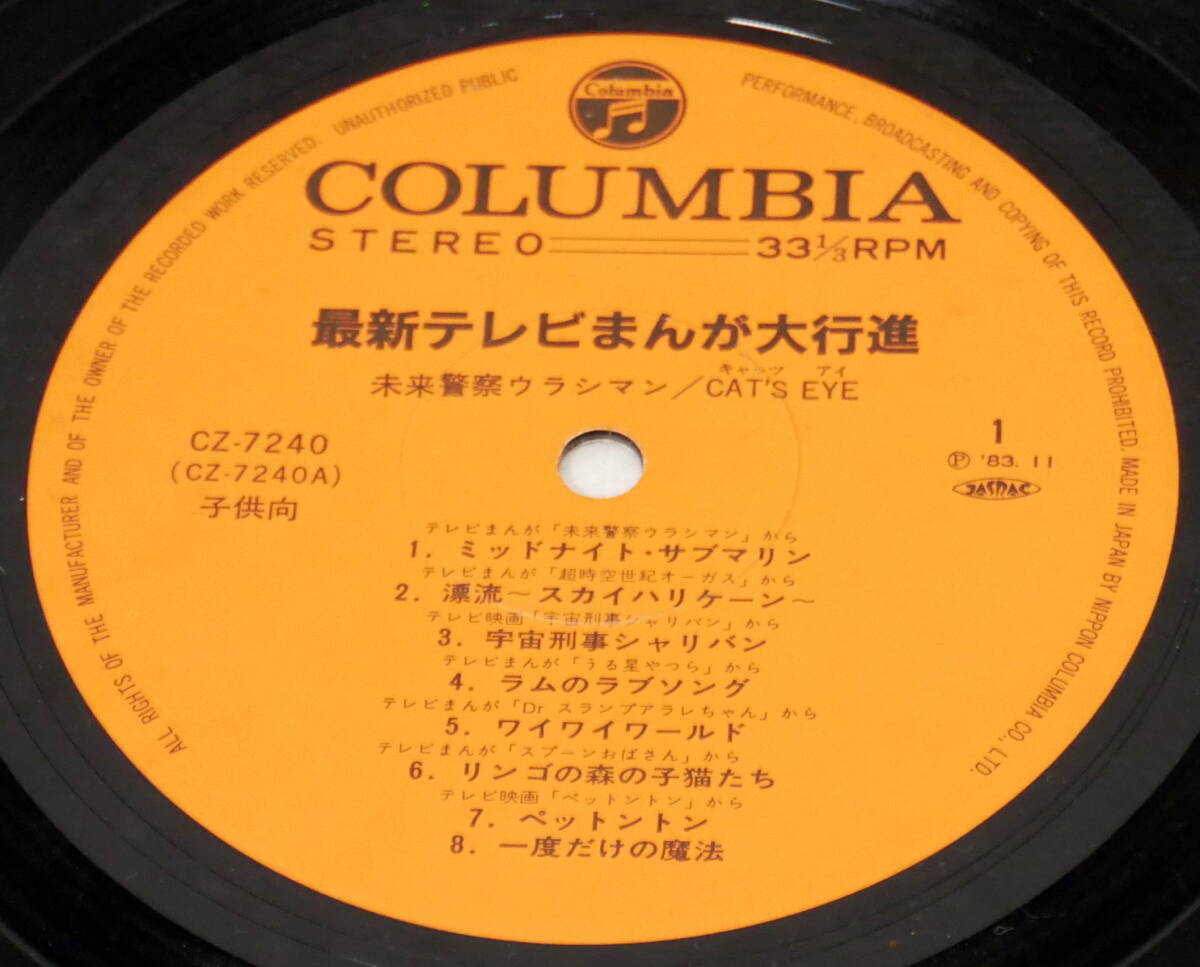 Columbia
ALL RIGHTS OF THE MANUFACTURER AND OF THE OWNER OF THE RECORDED WORK RESERVED. UNAUTHORIZED PUBLIC PERFORMANCE, BROADCASTING AND COPYING OF THIS RECORD PROHIBITED. MADE IN JAPAN BY NIPPON COLUMBIA CO., LTD.
COLUMBIA
STEREO 33 1/3 RPM
最新テレビまんが大行進
キャッツ アイ
未来警察ウラシマン/CAT'S EYE
CZ-7240
(CZ-7240A)
子供向
1
Ⓟ '83. 11
JASRAC
テレビまんが「未来警察ウラシマン」から
1. ミッドナイト・サブマリン
テレビまんが「超時空世紀オーガス」から
2. 漂流〜スカイハリケーン〜
テレビ映画「宇宙刑事シャリバン」から
3. 宇宙刑事シャリバン
テレビまんが「うる星やつら」から
4. ラムのラブソング
テレビまんが「Dr スランプアラレちゃん」から
5. ワイワイワールド
テレビまんが「スプーンおばさん」から
6. リンゴの森の子猫たち
テレビ映画「ペットントン」から
7. ペットントン
8. 一度だけの魔法